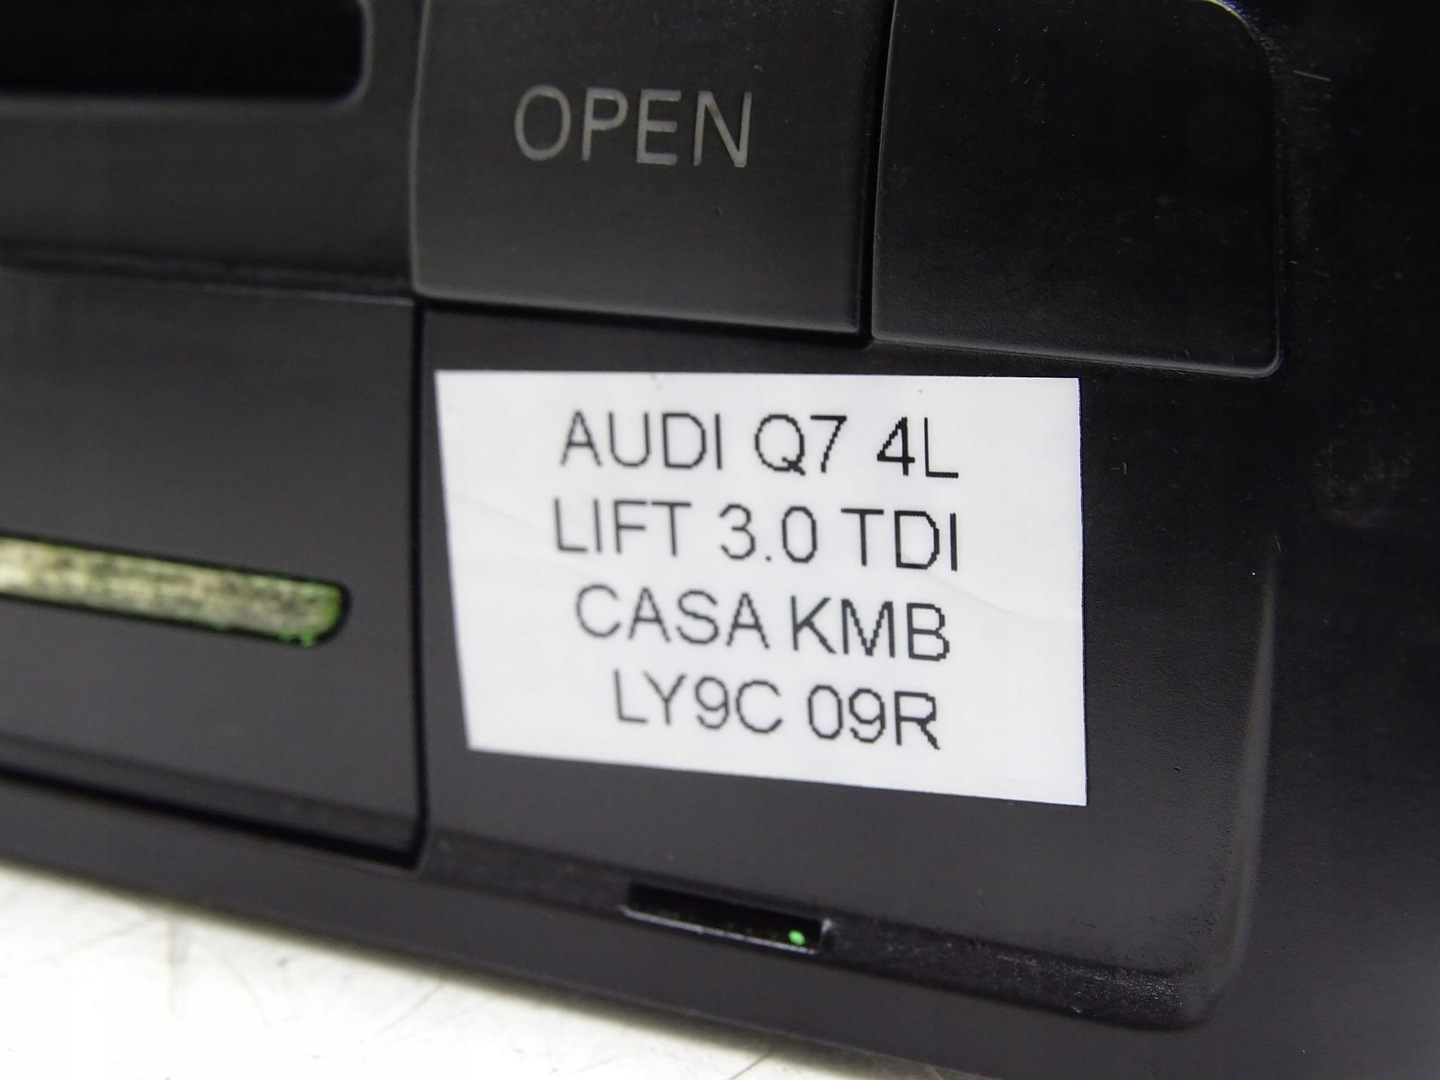 OPEN
AUDI Q7 4L
LIFT 3.0 TDI
CASA KMB
LY9C 09R